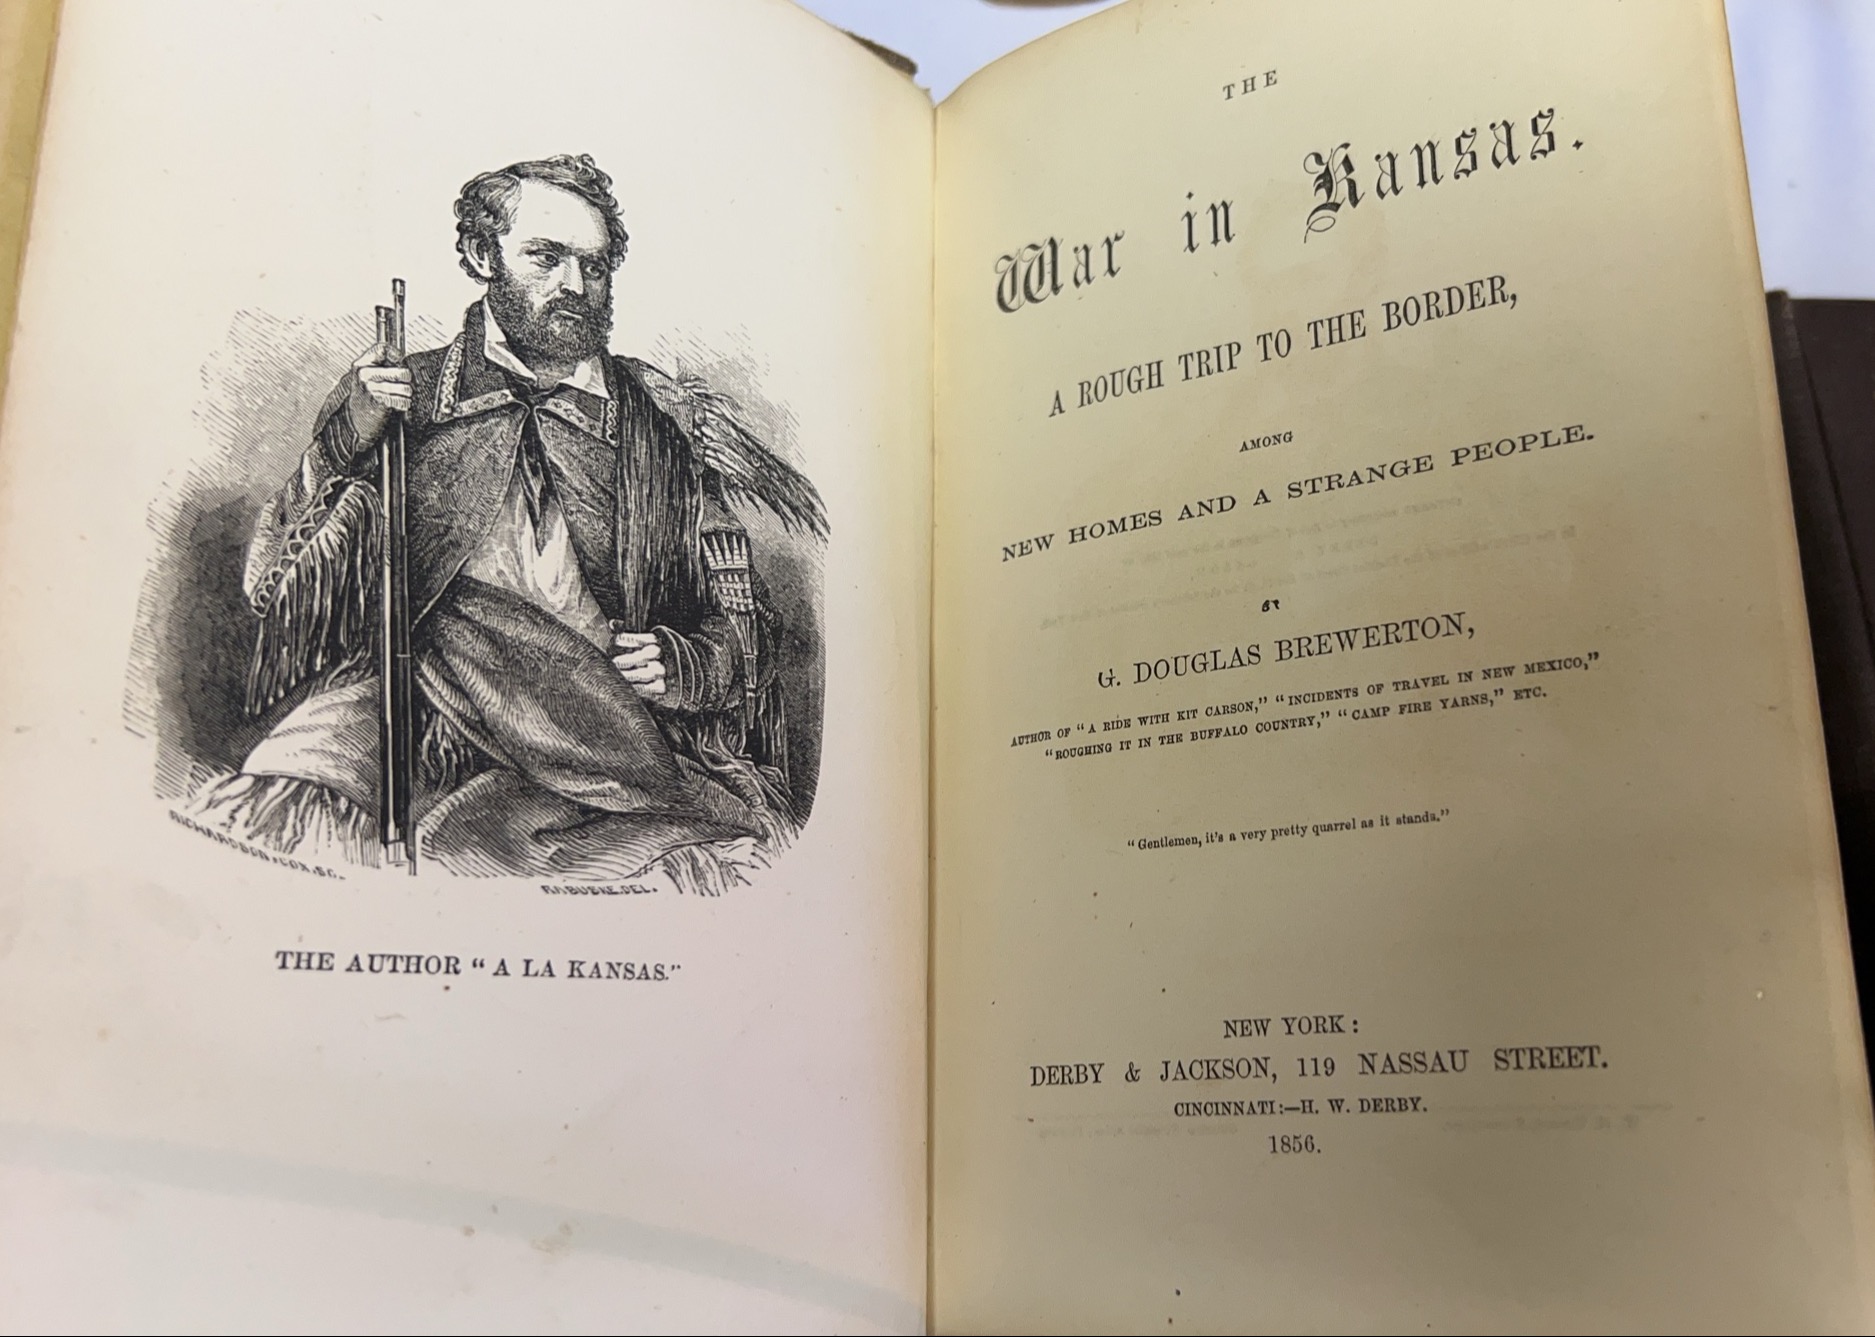 RICHARDSON & COX. SC.
DEL.
THE AUTHOR “A LA KANSAS.”
THE
War in Kansas.
A ROUGH TRIP TO THE BORDER,
AMONG
NEW HOMES AND A STRANGE PEOPLE.
BY
G. DOUGLAS BREWERTON,
AUTHOR OF “A RIDE WITH KIT CARSON,” “INCIDENTS OF TRAVEL IN NEW MEXICO,”
“ROUGHING IT IN THE BUFFALO COUNTRY,” “CAMP FIRE YARNS,” ETC.
“Gentlemen, it's a very pretty quarrel as it stands.”
NEW YORK:
DERBY & JACKSON, 119 NASSAU STREET.
CINCINNATI:—H. W. DERBY.
1856.